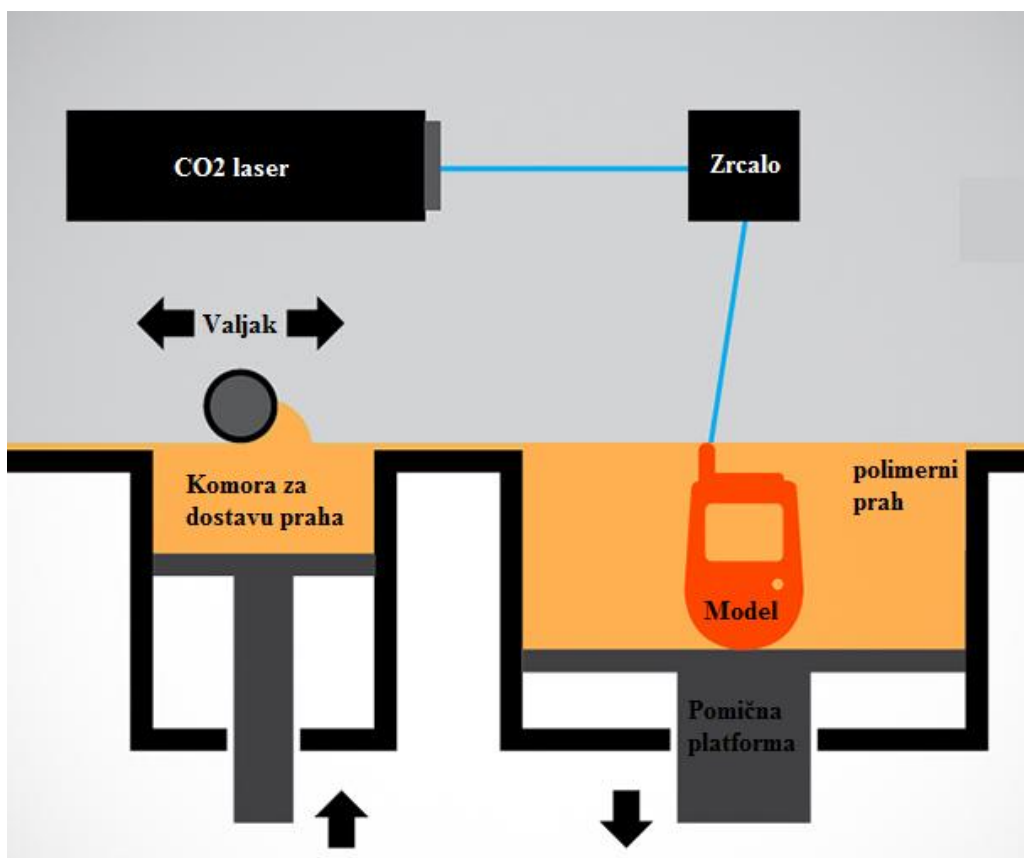 CO2 laser
Zrcalo
Valjak
Komora za
dostavu praha
polimerni
prah
Model
Pomična
platforma